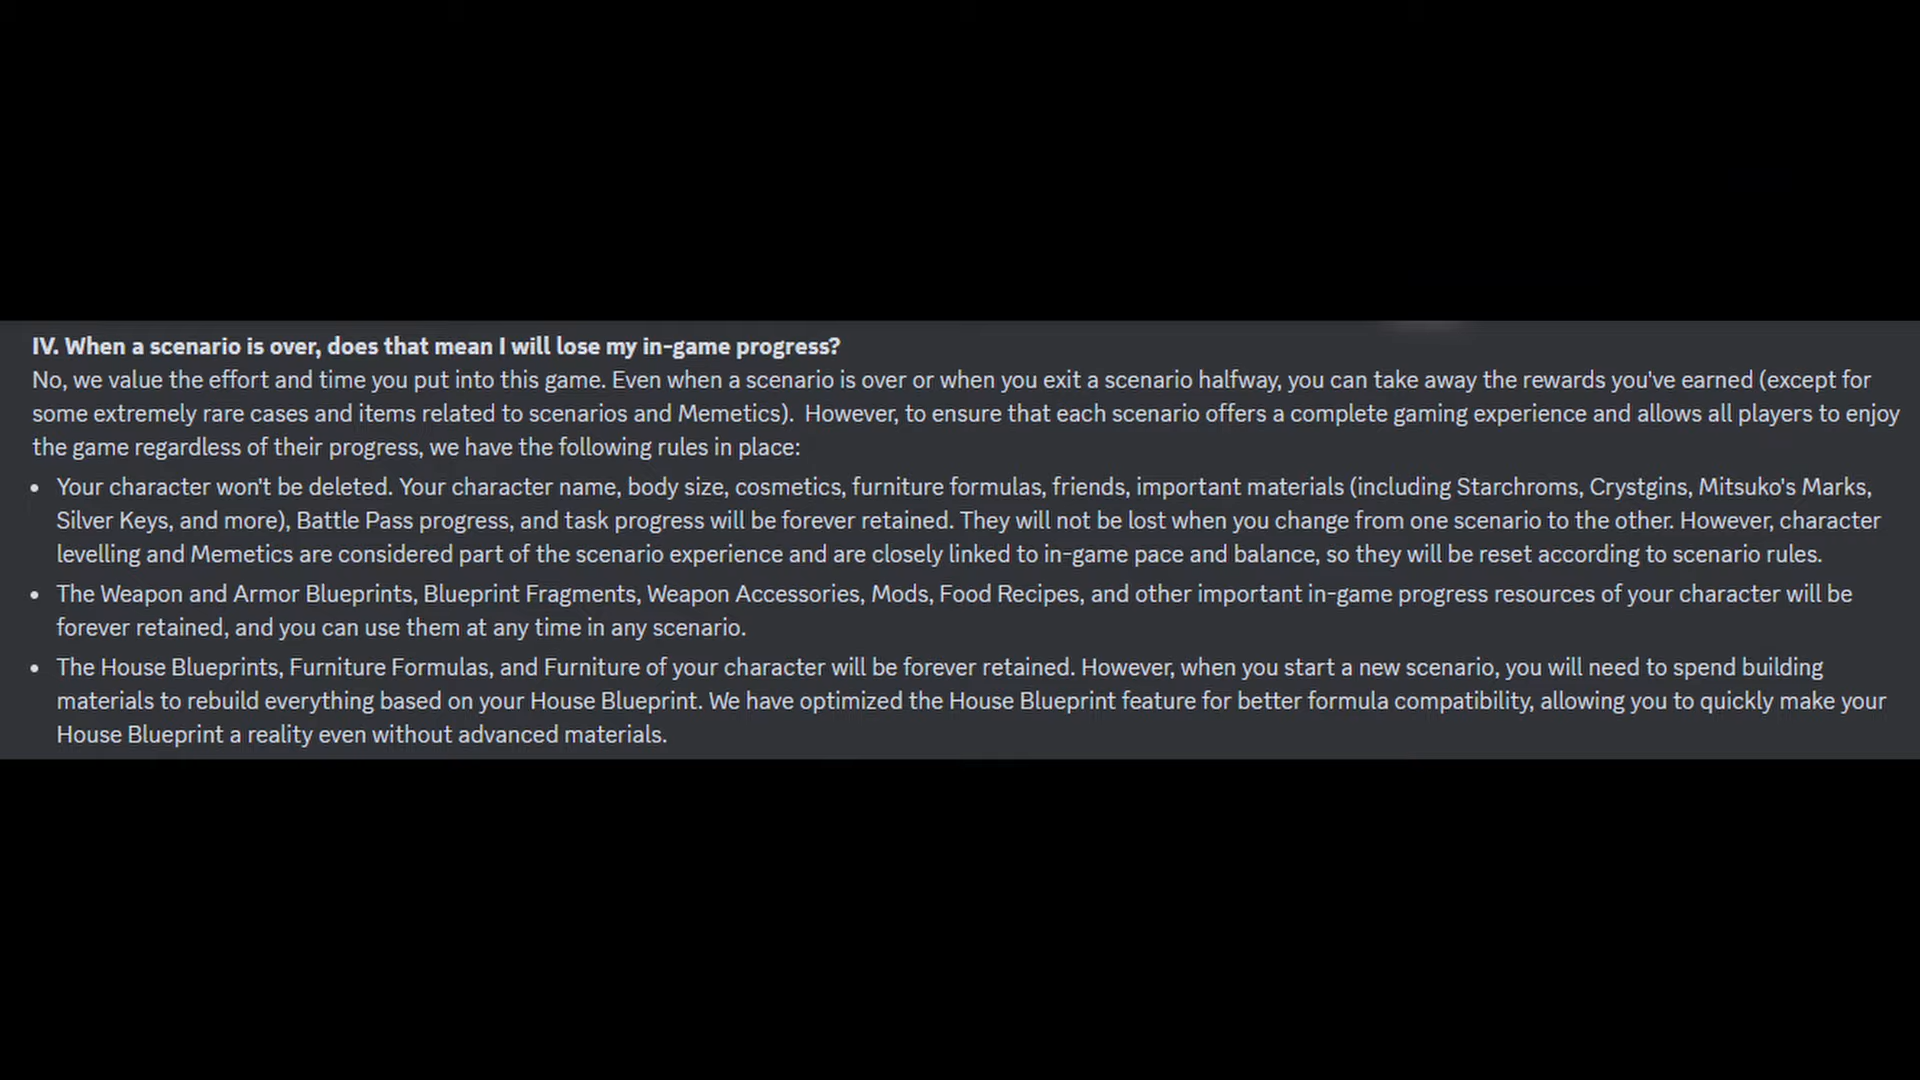 IV. When a scenario is over, does that mean I will lose my in-game progress?
No, we value the effort and time you put into this game. Even when a scenario is over or when you exit a scenario halfway, you can take away the rewards you've earned (except for
some extremely rare cases and items related to scenarios and Memetics).  However, to ensure that each scenario offers a complete gaming experience and allows all players to enjoy
the game regardless of their progress, we have the following rules in place:
• Your character won't be deleted. Your character name, body size, cosmetics, furniture formulas, friends, important materials (including Starchroms, Crystgins, Mitsuko's Marks,
Silver Keys, and more), Battle Pass progress, and task progress will be forever retained. They will not be lost when you change from one scenario to the other. However, character
levelling and Memetics are considered part of the scenario experience and are closely linked to in-game pace and balance, so they will be reset according to scenario rules.
• The Weapon and Armor Blueprints, Blueprint Fragments, Weapon Accessories, Mods, Food Recipes, and other important in-game progress resources of your character will be
forever retained, and you can use them at any time in any scenario.
• The House Blueprints, Furniture Formulas, and Furniture of your character will be forever retained. However, when you start a new scenario, you will need to spend building
materials to rebuild everything based on your House Blueprint. We have optimized the House Blueprint feature for better formula compatibility, allowing you to quickly make your
House Blueprint a reality even without advanced materials.